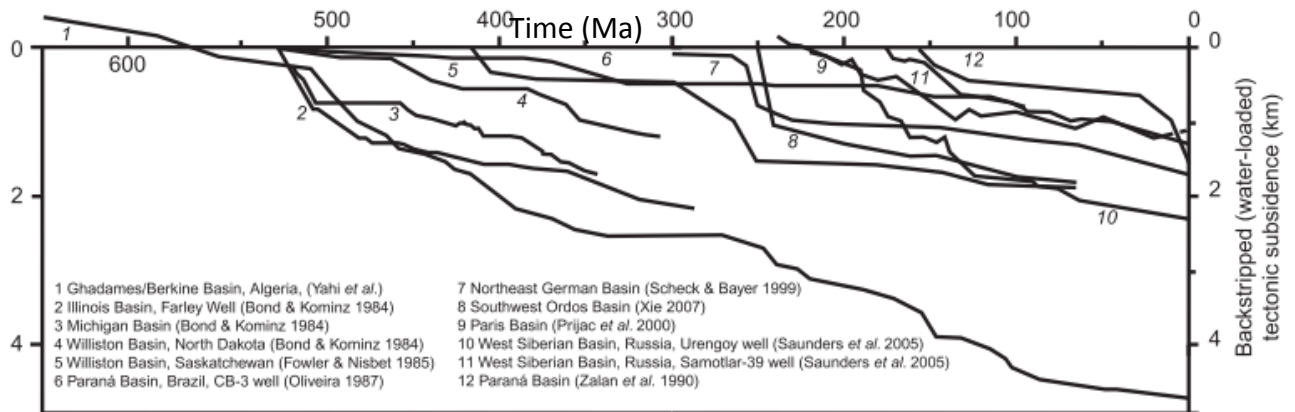 500 400 Time (Ma) 300 200 100 0
1
0 0
600
5 6 7 9 11 12
2 3 4
8
2 2
10
4 4
Backstripped (water-loaded)
tectonic subsidence (km)
1 Ghadames/Berkine Basin, Algeria, (Yahi et al.)
2 Illinois Basin, Farley Well (Bond & Kominz 1984)
3 Michigan Basin (Bond & Kominz 1984)
4 Williston Basin, North Dakota (Bond & Kominz 1984)
5 Williston Basin, Saskatchewan (Fowler & Nisbet 1985)
6 Paraná Basin, Brazil, CB-3 well (Oliveira 1987)
7 Northeast German Basin (Scheck & Bayer 1999)
8 Southwest Ordos Basin (Xie 2007)
9 Paris Basin (Prijac et al. 2000)
10 West Siberian Basin, Russia, Urengoy well (Saunders et al. 2005)
11 West Siberian Basin, Russia, Samotlar-39 well (Saunders et al. 2005)
12 Paraná Basin (Zalan et al. 1990)